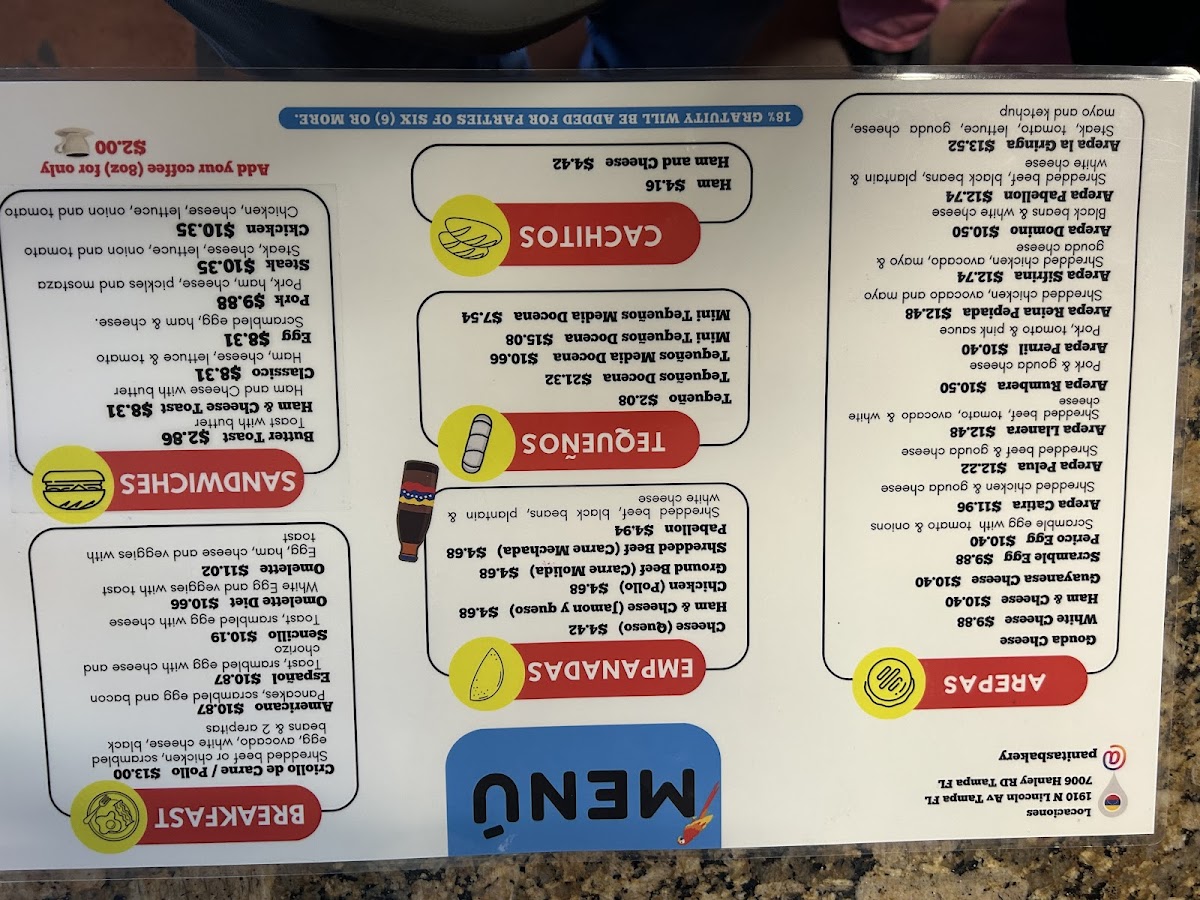 Locaciones
1910 N Lincoln Av Tampa FL
7006 Hanley RD Tampa FL
@ panitasbakery
AREPAS
Gouda Cheese
White Cheese $9.88
Ham & Cheese $10.40
Guayanesa Cheese $10.40
Scramble Egg $9.88
Perico Egg $10.40
Scramble egg with tomato & onions
Arepa Catira $11.96
Shredded chicken & gouda cheese
Arepa Pelua $12.22
Shredded beef & gouda cheese
Arepa Llanera $12.48
Shredded beef, tomato, avocado & white
cheese
Arepa Rumbera $10.50
Pork & gouda cheese
Arepa Pernil $10.40
Pork, tomato & pink sauce
Arepa Reina Pepiada $12.48
Shredded chicken, avocado and mayo
Arepa Sifrina $12.74
Shredded chicken, avocado, mayo &
gouda cheese
Arepa Domino $10.50
Black beans & white cheese
Arepa Pabellon $12.74
Shredded beef, black beans, plantain &
white cheese
Arepa la Gringa $13.52
Steak, tomato, lettuce, gouda cheese,
mayo and ketchup
MENÚ
EMPANADAS
Cheese (Queso) $4.42
Ham & Cheese (Jamon y queso) $4.68
Chicken (Pollo) $4.68
Ground Beef (Carne Molida) $4.68
Shredded Beef (Carne Mechada) $4.68
Pabellon $4.94
Shredded beef, black beans, plantain &
white cheese
TEQUEÑOS
Tequeño $2.08
Tequeños Docena $21.32
Tequeños Media Docena $10.66
Mini Tequeños Docena $15.08
Mini Tequeños Media Docena $7.54
CACHITOS
Ham $4.16
Ham and Cheese $4.42
18% GRATUITY WILL BE ADDED FOR PARTIES OF SIX (6) OR MORE.
BREAKFAST
Criollo de Carne / Pollo $13.00
Shredded beef or chicken, scrambled
egg, avocado, white cheese, black
beans & 2 arepitas
Americano $10.87
Pancakes, scrambled egg and bacon
Español $10.87
Toast, srambled egg with cheese and
chorizo
Sencillo $10.19
Toast, srambled egg with cheese
Omelette Diet $10.66
White Egg and veggies with toast
Omelette $11.02
Egg, ham, cheese and veggies with
toast
SANDWICHES
Butter Toast $2.86
Toast with butter
Ham & Cheese Toast $8.31
Ham and Cheese with butter
Classico $8.31
Ham, cheese, lettuce & tomato
Egg $8.31
Scrambled egg, ham & cheese.
Pork $9.88
Pork, ham, cheese, pickles and mostaza
Steak $10.35
Steak, cheese, lettuce, onion and tomato
Chicken $10.35
Chicken, cheese, lettuce, onion and tomato
Add your coffee (8oz) for only
$2.00